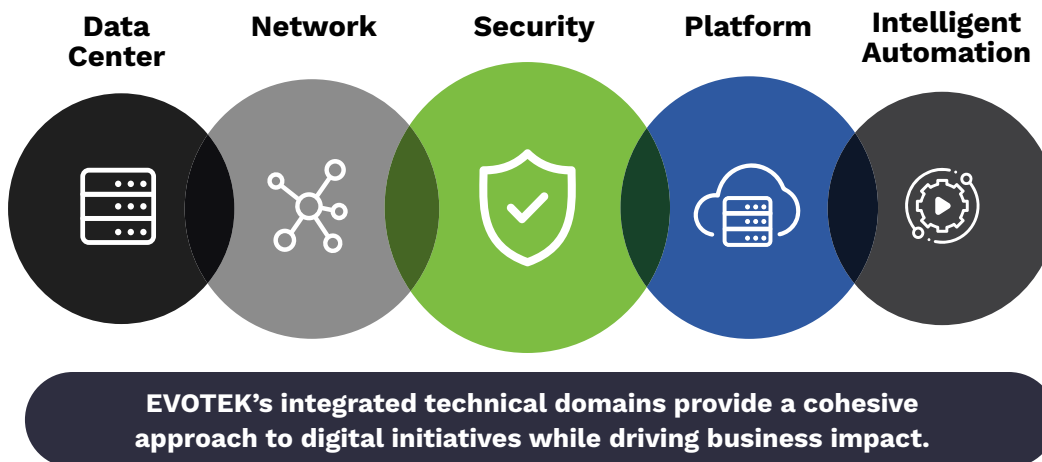 Data
Center
Network
Security
Platform
Intelligent
Automation
EVOTEK's integrated technical domains provide a cohesive
approach to digital initiatives while driving business impact.